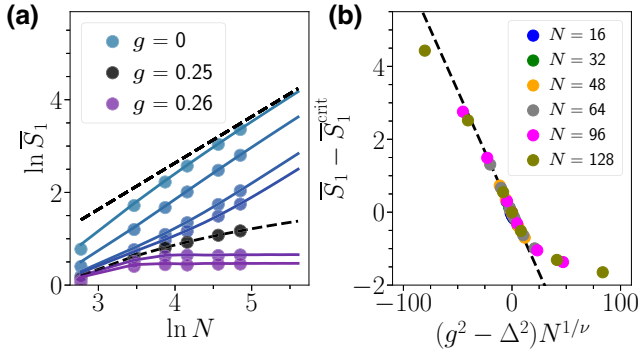 (a)
g = 0
g = 0.25
g = 0.26
ln S̅₁
4
2
0
3
4
5
ln N
(b)
N = 16
N = 32
N = 48
N = 64
N = 96
N = 128
S̅₁ − S̅₁^crit
4
2
0
−2
−100
0
100
(g² − Δ²)N^{1/ν}